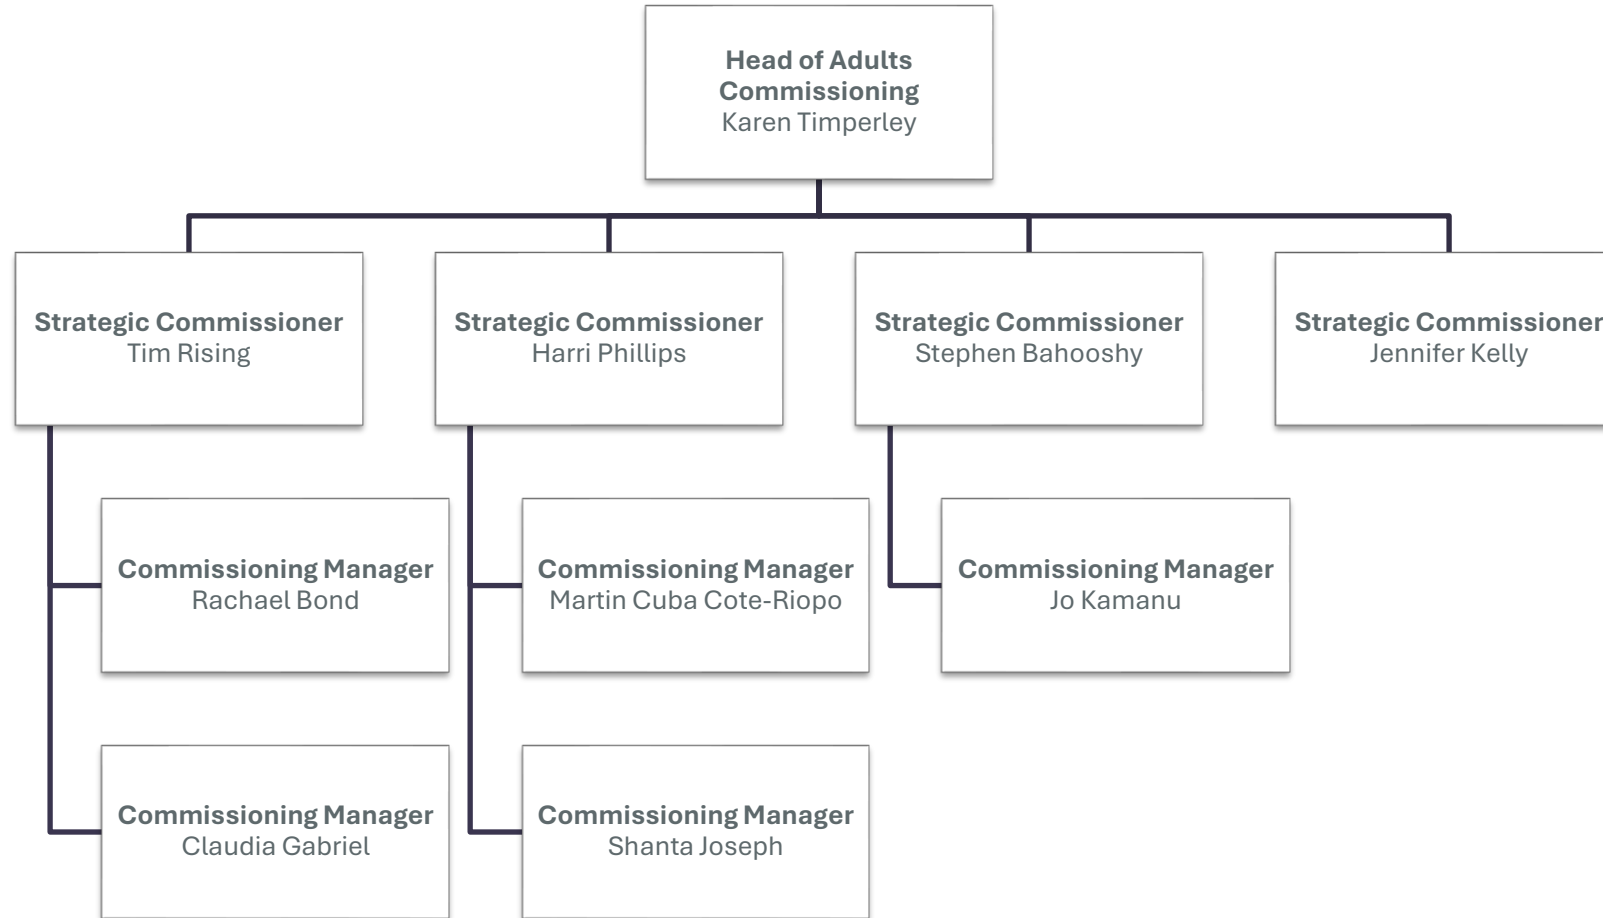 Head of Adults
Commissioning
Karen Timperley
Strategic Commissioner
Tim Rising
Strategic Commissioner
Harri Phillips
Strategic Commissioner
Stephen Bahooshy
Strategic Commissioner
Jennifer Kelly
Commissioning Manager
Rachael Bond
Commissioning Manager
Martin Cuba Cote-Riopo
Commissioning Manager
Jo Kamanu
Commissioning Manager
Claudia Gabriel
Commissioning Manager
Shanta Joseph